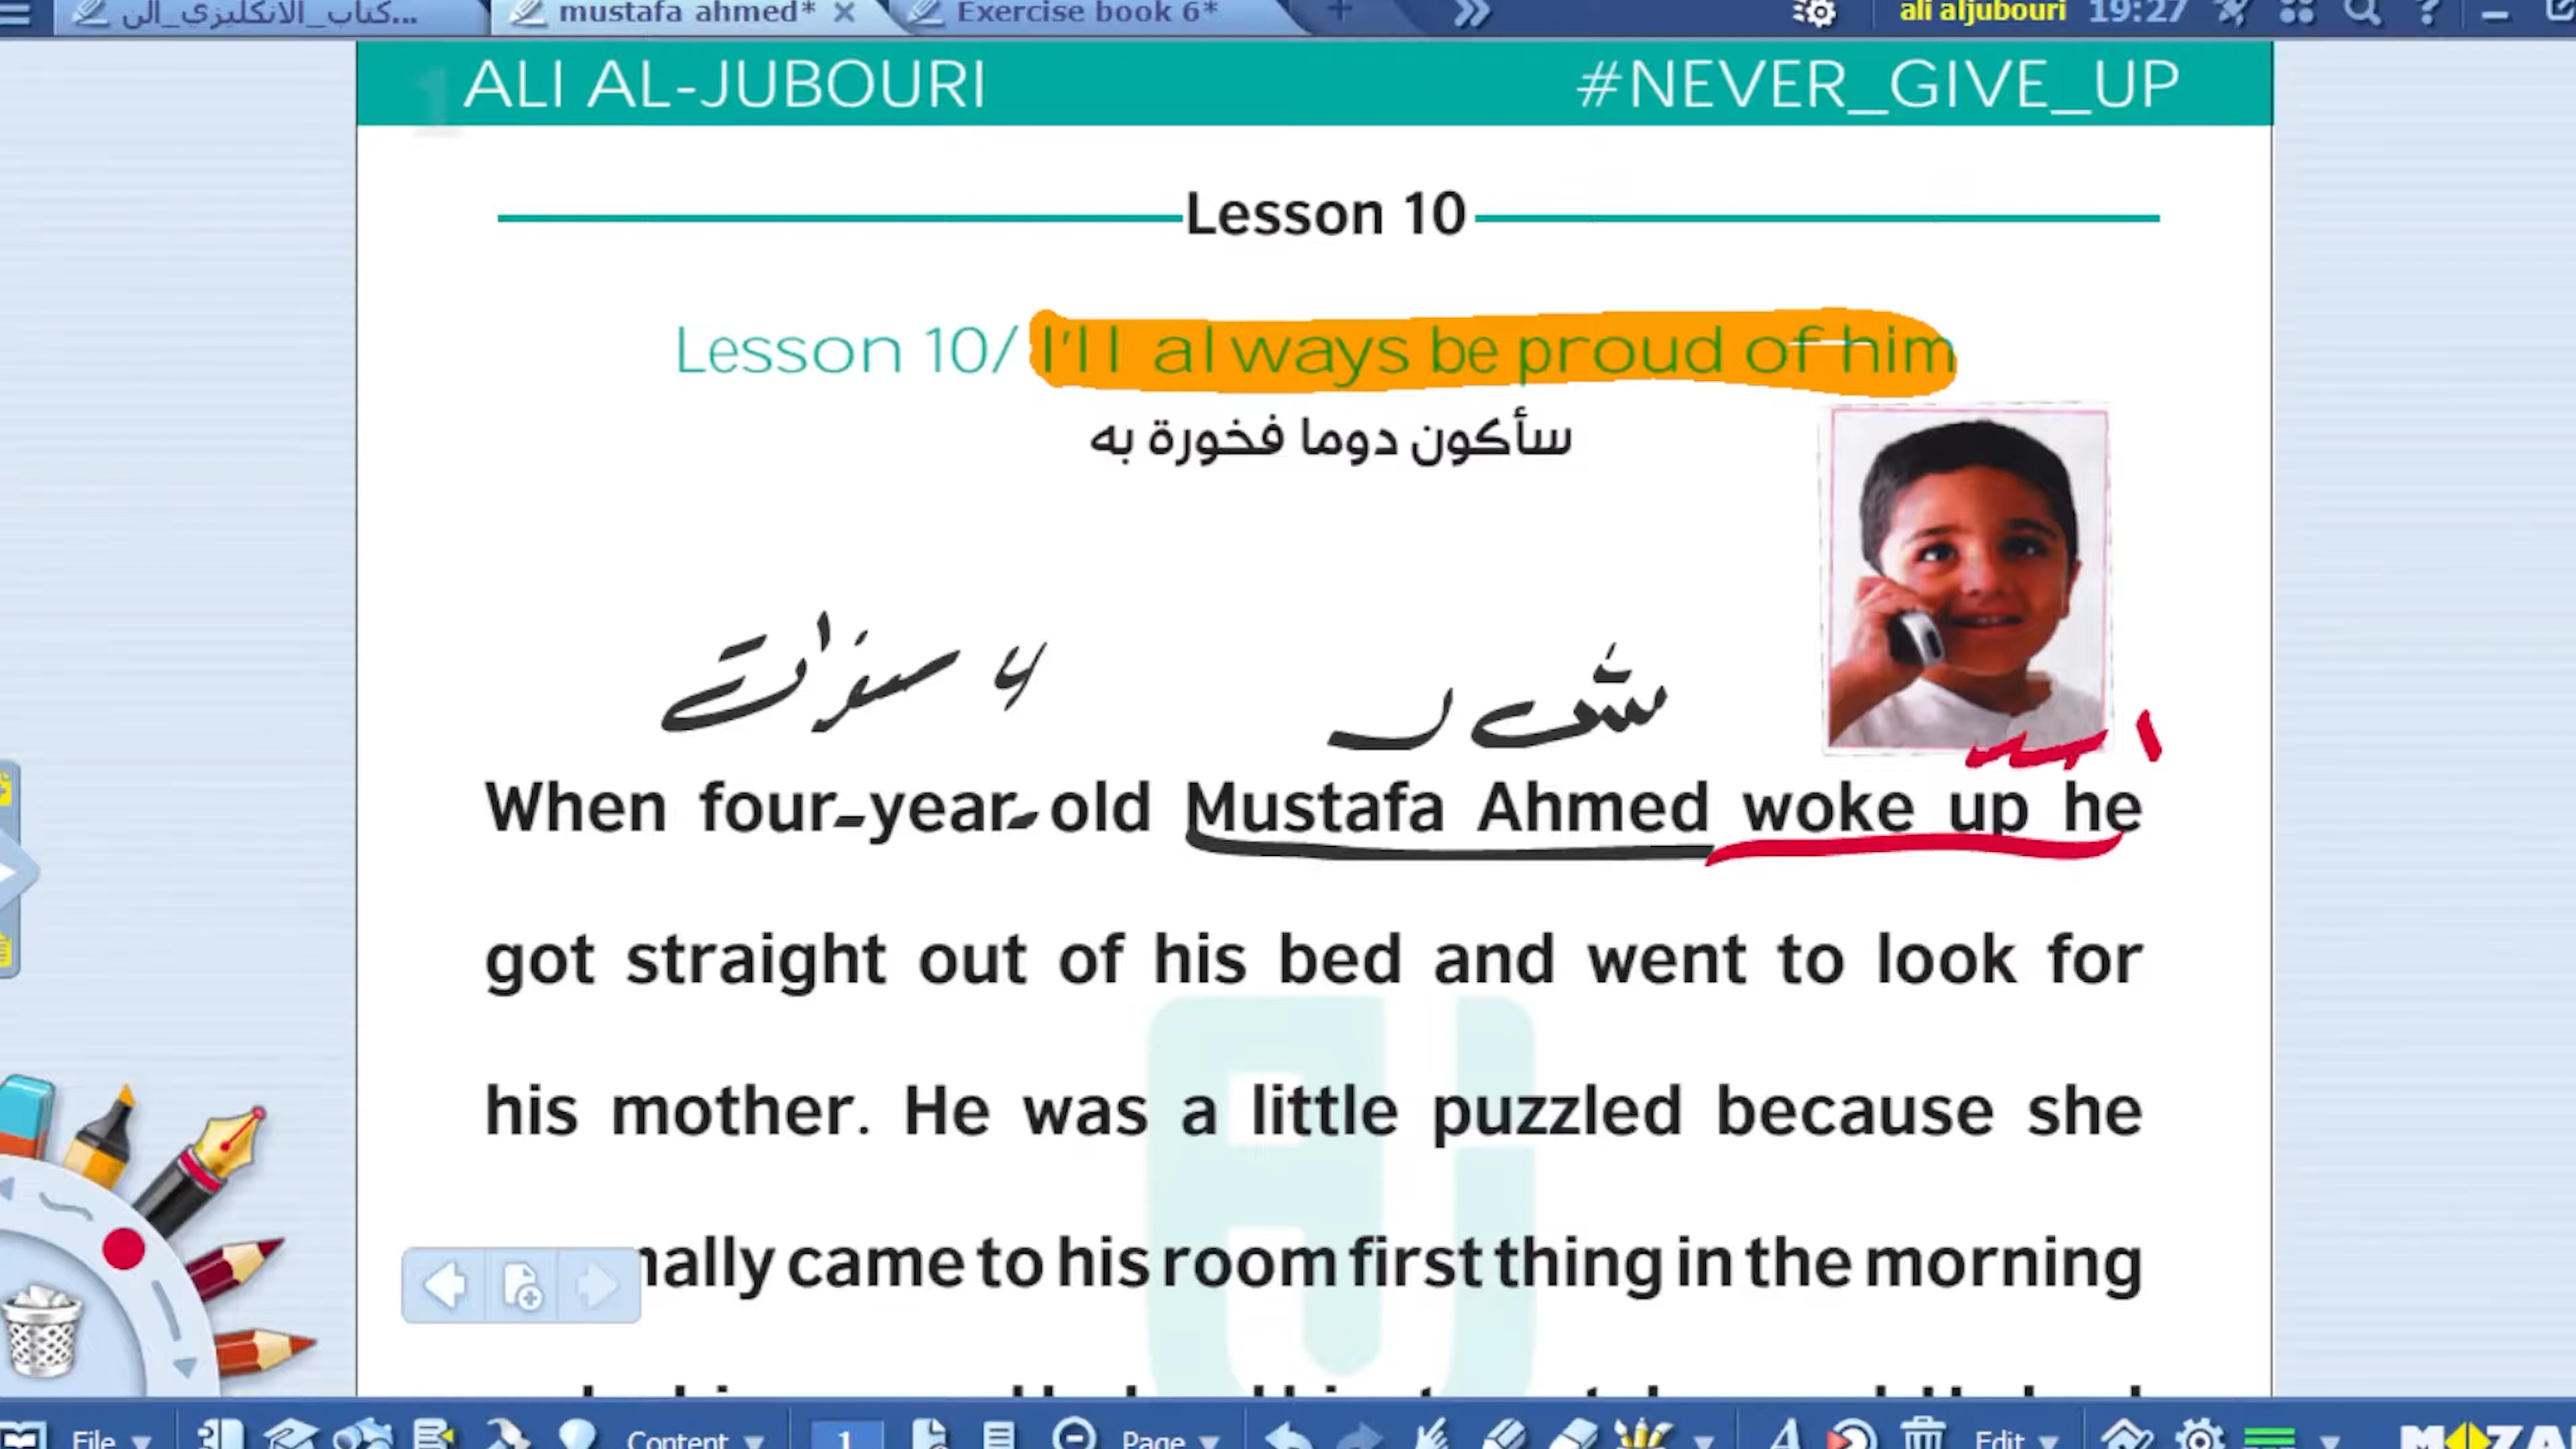 كتاب_الانكليزي_الن...
mustafa ahmed*
Exercise book 6*
ali aljubouri 19:27
ALI AL-JUBOURI #NEVER_GIVE_UP
Lesson 10
Lesson 10/ I'll always be proud of him
سأكون دوما فخورة به
4 سنوات
When four-year-old Mustafa Ahmed woke up he
got straight out of his bed and went to look for
his mother. He was a little puzzled because she
nally came to his room first thing in the morning
File Content 1 Page Edit